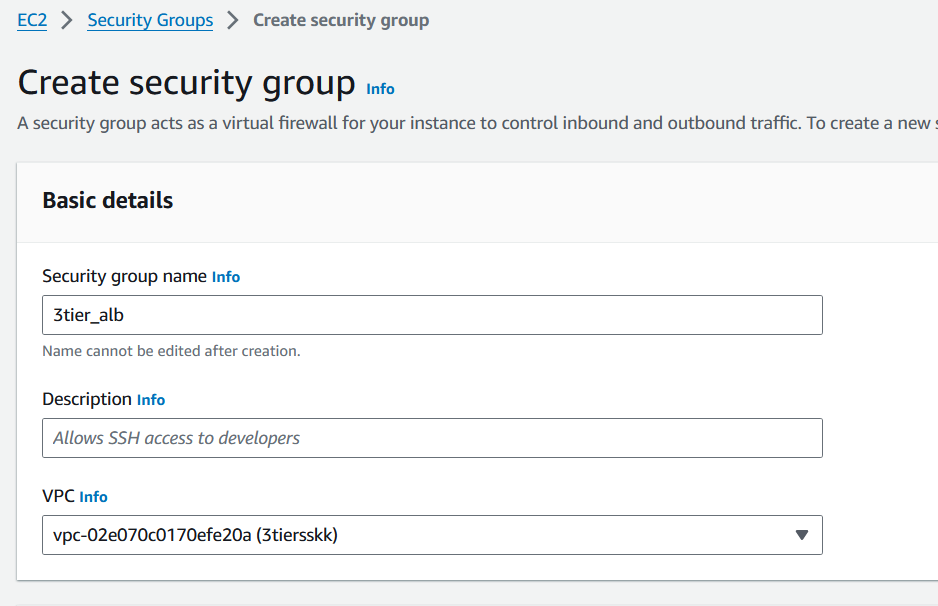 EC2 > Security Groups > Create security group
Create security group Info
A security group acts as a virtual firewall for your instance to control inbound and outbound traffic. To create a new
Basic details
Security group name Info
3tier_alb
Name cannot be edited after creation.
Description Info
Allows SSH access to developers
VPC Info
vpc-02e070c0170efe20a (3tiersskk)